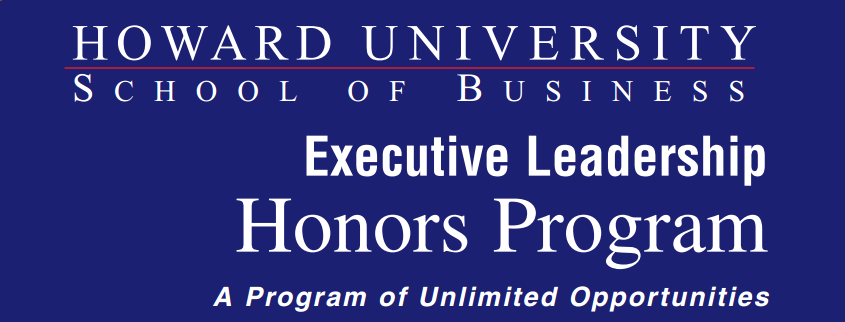 HOWARD UNIVERSITY
SCHOOL OF BUSINESS
Executive Leadership
Honors Program
A Program of Unlimited Opportunities